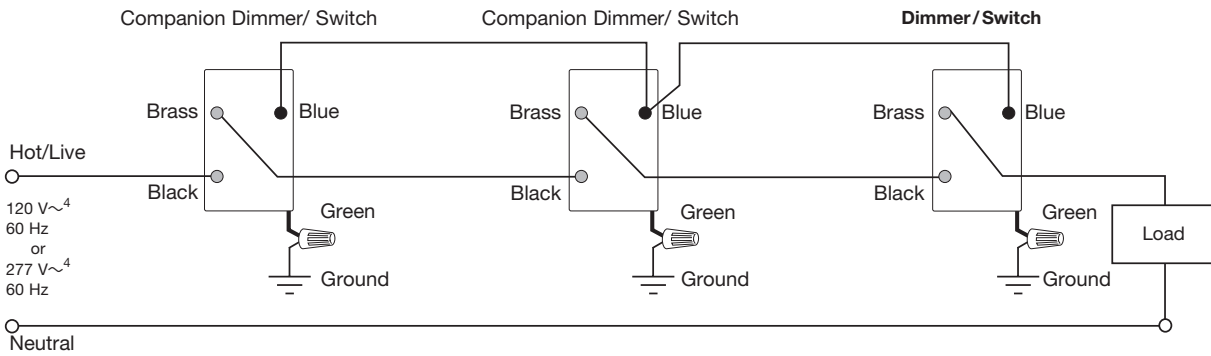 Companion Dimmer/ Switch
Companion Dimmer/ Switch
Dimmer/Switch
Brass
Blue
Brass
Blue
Brass
Blue
Hot/Live
Black
Black
Black
120 V~4
60 Hz
or
277 V~4
60 Hz
Green
Green
Green
Load
Ground
Ground
Ground
Neutral